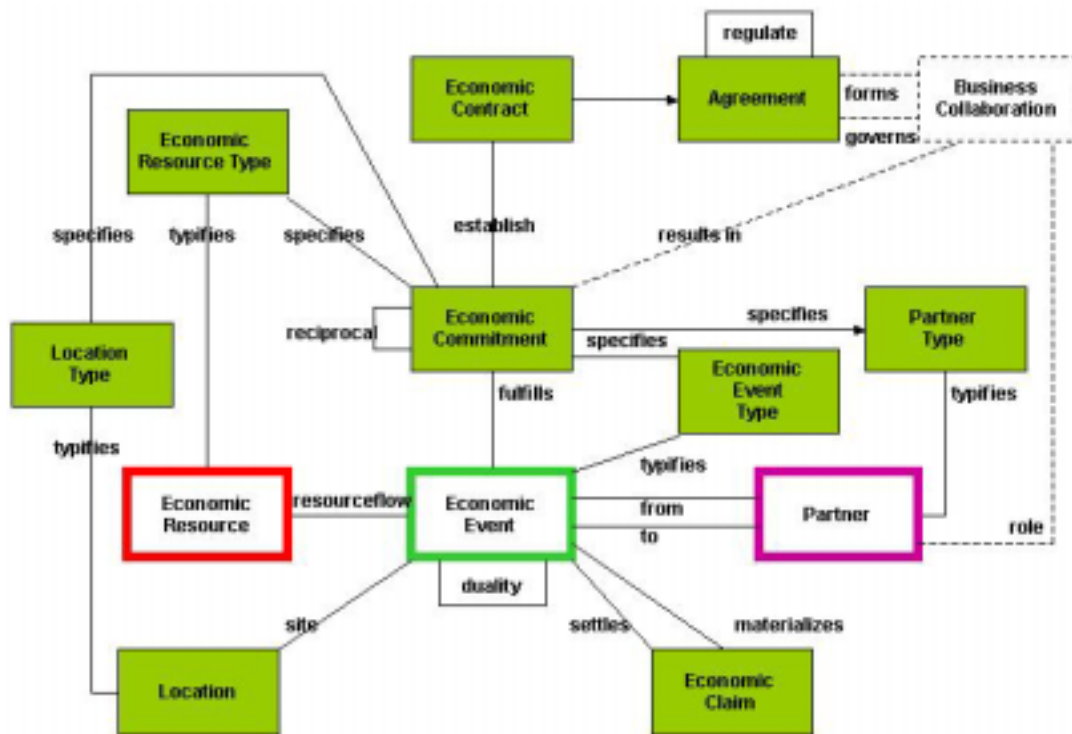 regulate
Economic
Contract
Agreement
forms
governs
Business
Collaboration
Economic
Resource Type
specifies
typifies
specifies
establish
results in
reciprocal
Economic
Commitment
specifies
specifies
Partner
Type
Location
Type
Economic
Event
Type
fulfills
typifies
typifies
typifies
Economic
Resource
resourceflow
Economic
Event
from
to
Partner
role
duality
site
settles
materializes
Location
Economic
Claim